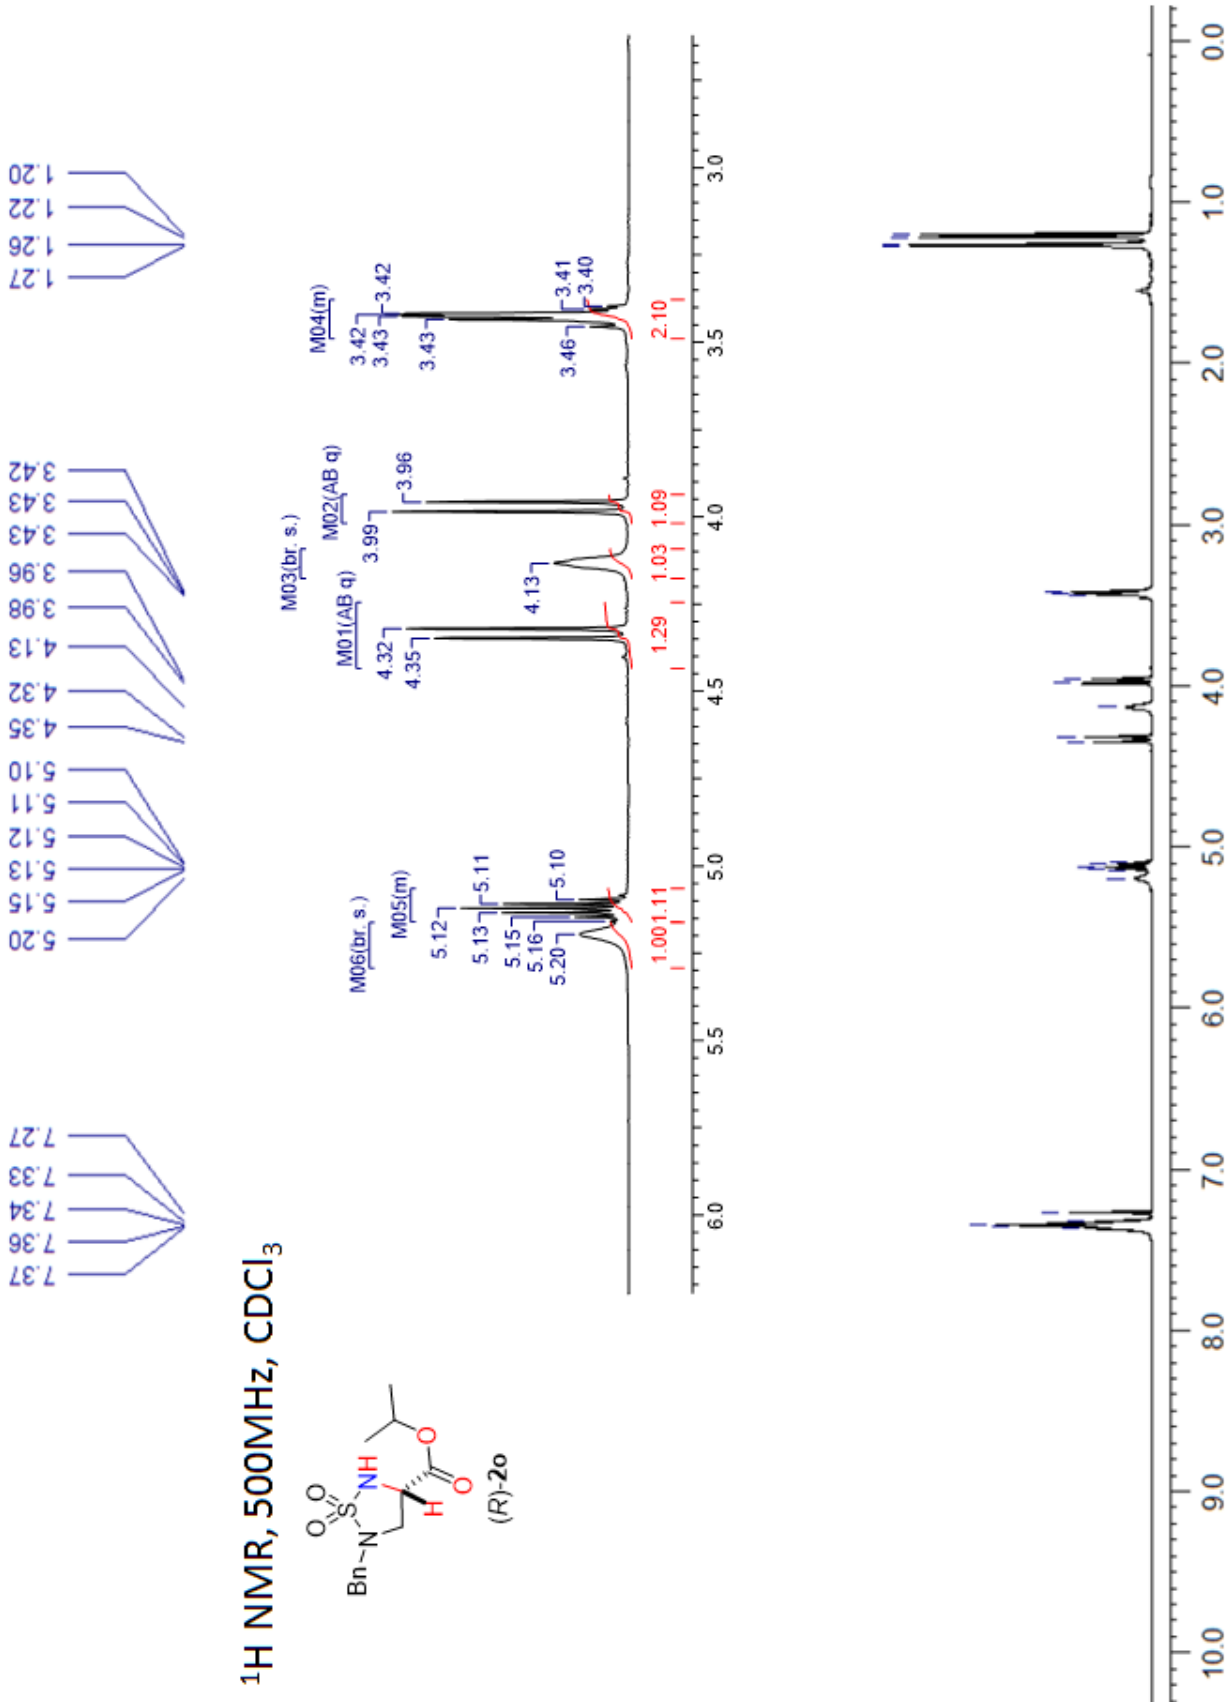 ¹H NMR, 500MHz, CDCl₃
7.37 7.36 7.34 7.33 7.27 5.20 5.15 5.13 5.12 5.11 5.10 4.35 4.32 4.13 3.98 3.96 3.43 3.43 3.42 1.27 1.26 1.22 1.20
O O
S
Bn N NH
H
O
O
(R)-2o
M06(br. s.)
M05(m)
5.12
5.13
5.15
5.16
5.20
5.11
5.10
M03(br. s.)
M01(AB q)
M02(AB q)
4.32
4.35
4.13
3.99
3.96
M04(m)
3.42
3.43
3.42
3.43
3.46
3.41
3.40
1.00 1.11 1.29 1.03 1.09 2.10
6.0 5.5 5.0 4.5 4.0 3.5 3.0
10.0 9.0 8.0 7.0 6.0 5.0 4.0 3.0 2.0 1.0 0.0